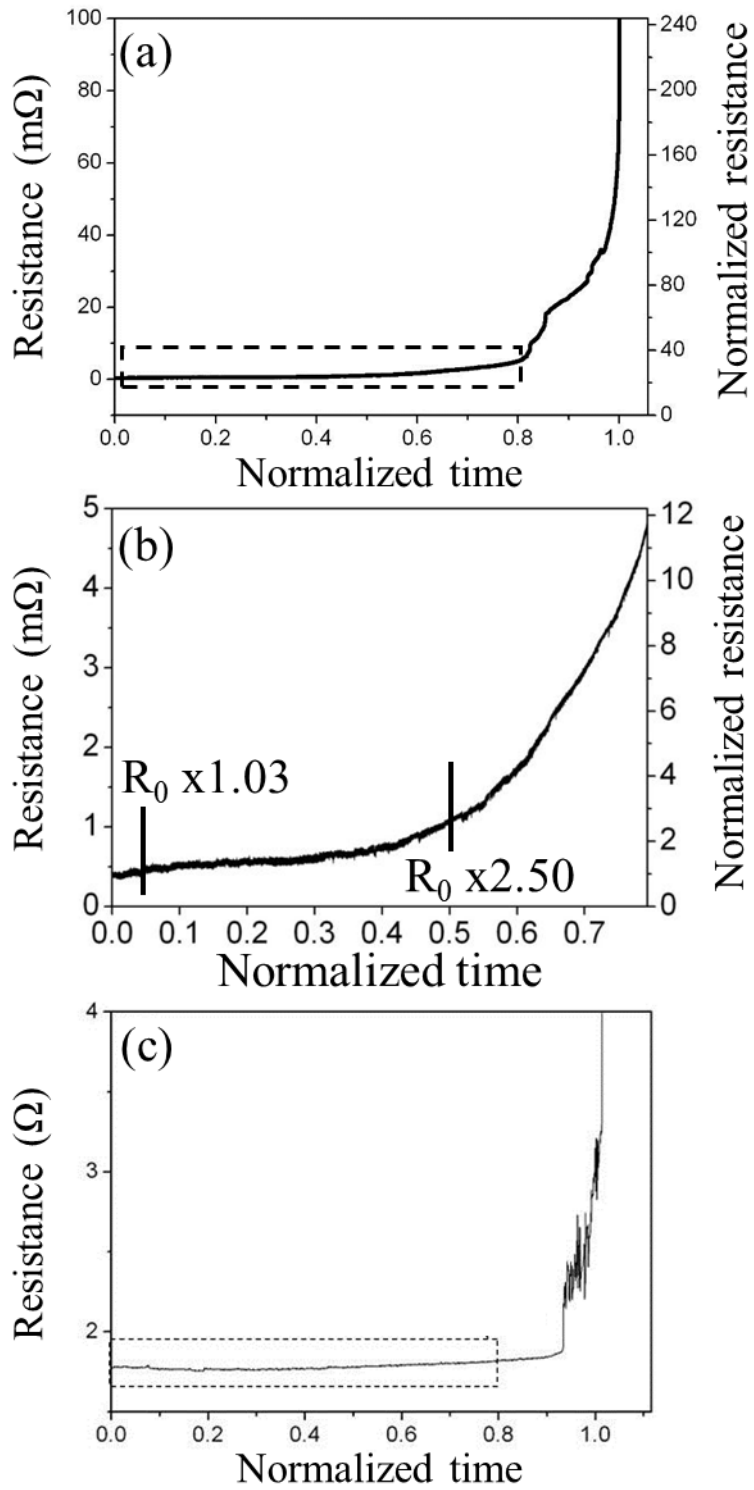 (a)
Resistance (mΩ)
100
80
60
40
20
0
Normalized resistance
240
200
160
120
80
40
0
0.0 0.2 0.4 0.6 0.8 1.0
Normalized time
(b)
Resistance (mΩ)
5
4
3
2
1
0
Normalized resistance
12
10
8
6
4
2
0
R₀ x1.03
R₀ x2.50
0.0 0.1 0.2 0.3 0.4 0.5 0.6 0.7
Normalized time
(c)
Resistance (Ω)
4
3
2
0.0 0.2 0.4 0.6 0.8 1.0
Normalized time